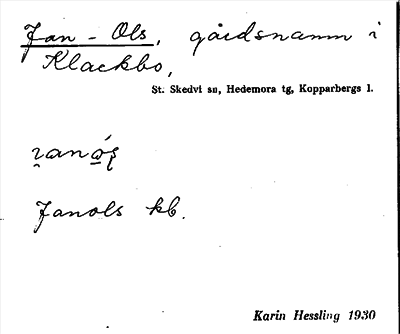 Jan - Ols, gårdsnamn i
Klackbo,
St. Skedvi sn, Hedemora tg, Kopparbergs l.
Janols kb.
Karin Hessling 1930